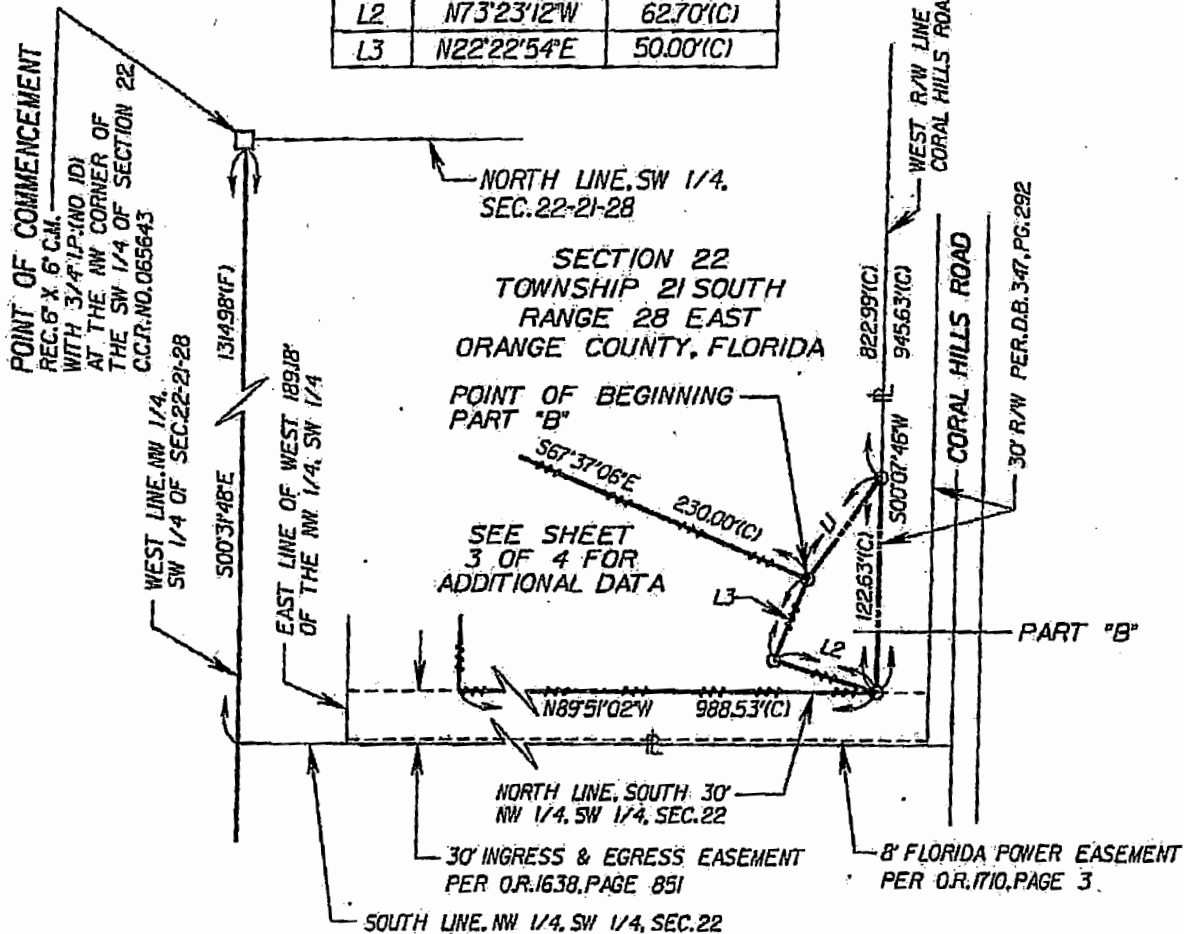 L2 N73°23'12"W 62.70'(C)
L3 N22°22'54"E 50.00'(C)
POINT OF COMMENCEMENT
REC. 6" X 6" C.M.
WITH 3/4" I.P. (NO ID)
AT THE NW CORNER OF
THE SW 1/4 OF SECTION 22
C.C.R. NO. 065643
WEST R/W LINE
CORAL HILLS ROA
NORTH LINE, SW 1/4,
SEC. 22-21-28
SECTION 22
TOWNSHIP 21 SOUTH
RANGE 28 EAST
ORANGE COUNTY, FLORIDA
1314.98'(F)
S00°31'48"E
WEST LINE, NW 1/4,
SW 1/4 OF SEC. 22-21-28
EAST LINE OF WEST 189.18'
OF THE NW 1/4, SW 1/4
822.99'(C)
945.63'(C)
CORAL HILLS ROAD
30' R/W PER. D.B. 347, PG. 292
POINT OF BEGINNING
PART "B"
S67°37'06"E
230.00'(C)
L1
S00°07'46"W
122.63'(C)
SEE SHEET
3 OF 4 FOR
ADDITIONAL DATA
L3
L2
PART "B"
N89°51'02"W 988.53'(C)
NORTH LINE, SOUTH 30'
NW 1/4, SW 1/4, SEC. 22
30' INGRESS & EGRESS EASEMENT
PER O.R. 1638, PAGE 851
8' FLORIDA POWER EASEMENT
PER O.R. 1710, PAGE 3
SOUTH LINE, NW 1/4, SW 1/4, SEC. 22